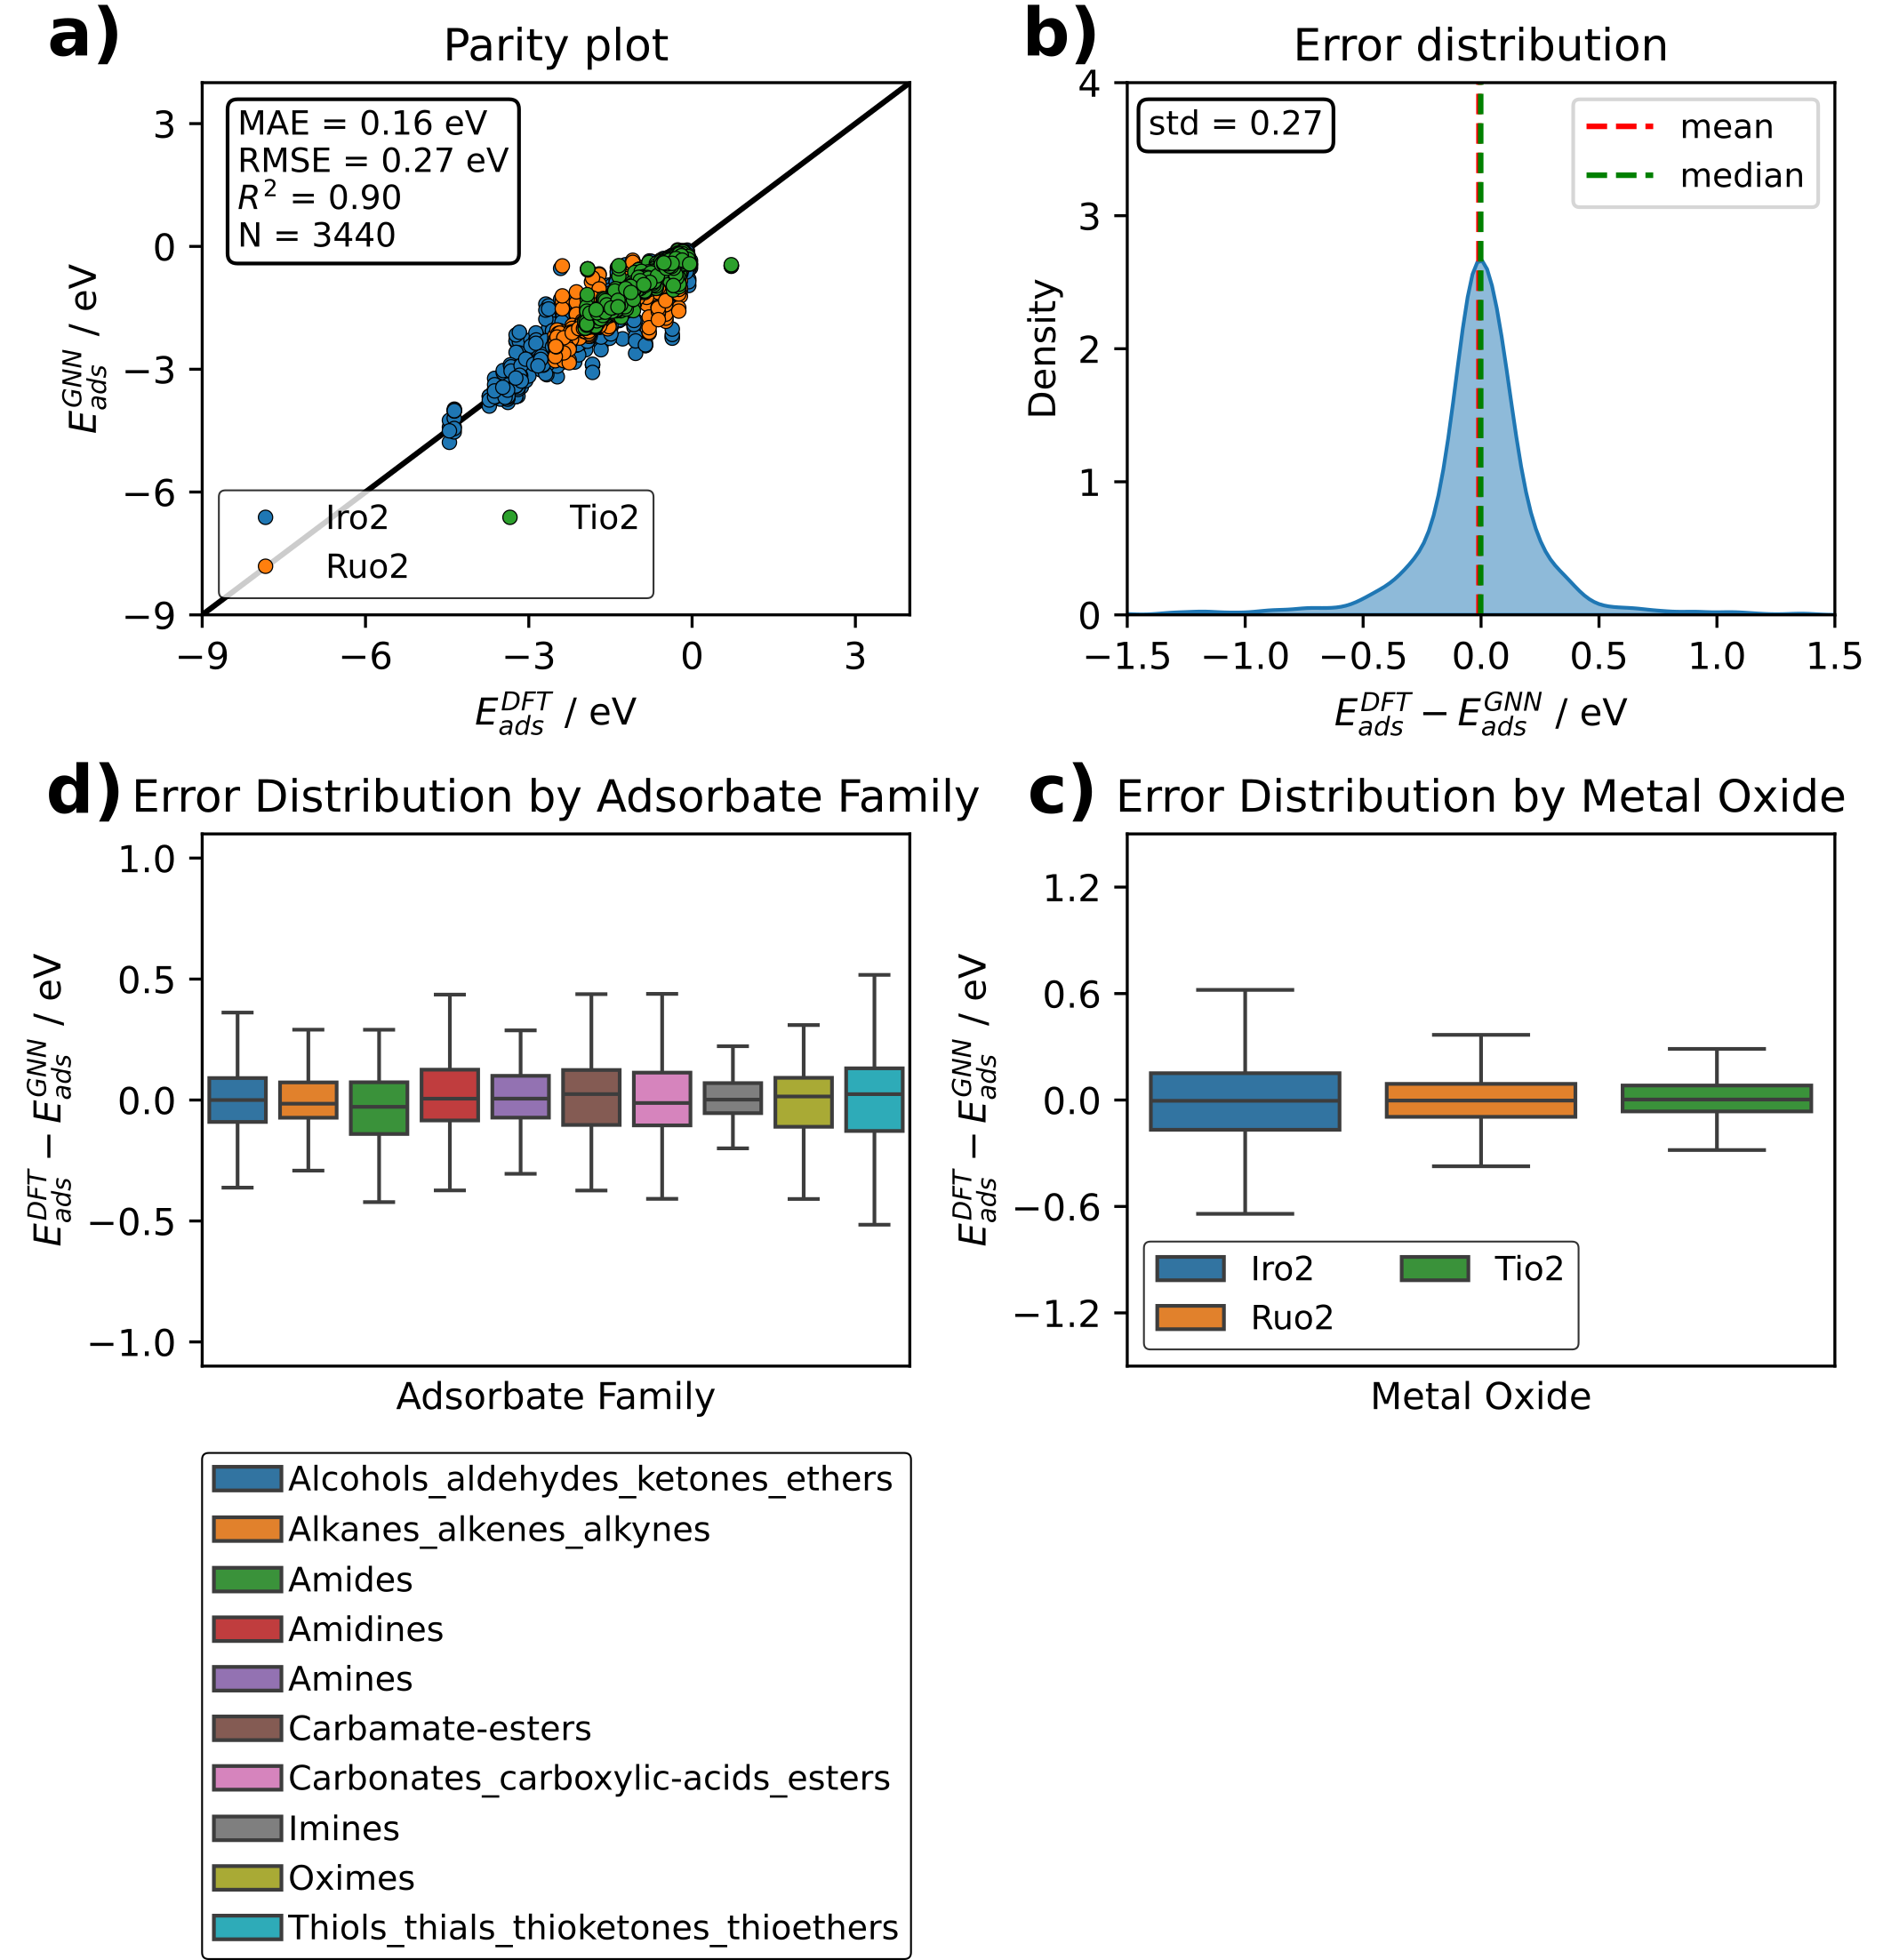 a)
Parity plot
MAE = 0.16 eV
RMSE = 0.27 eV
R² = 0.90
N = 3440
3
0
−3
−6
−9
E_ads^GNN / eV
Iro2
Ruo2
Tio2
−9 −6 −3 0 3
E_ads^DFT / eV
b)
Error distribution
std = 0.27
mean
median
4
3
2
1
0
Density
−1.5 −1.0 −0.5 0.0 0.5 1.0 1.5
E_ads^DFT − E_ads^GNN / eV
d)
Error Distribution by Adsorbate Family
1.0
0.5
0.0
−0.5
−1.0
E_ads^DFT − E_ads^GNN / eV
Adsorbate Family
Alcohols_aldehydes_ketones_ethers
Alkanes_alkenes_alkynes
Amides
Amidines
Amines
Carbamate-esters
Carbonates_carboxylic-acids_esters
Imines
Oximes
Thiols_thials_thioketones_thioethers
c)
Error Distribution by Metal Oxide
1.2
0.6
0.0
−0.6
−1.2
E_ads^DFT − E_ads^GNN / eV
Iro2
Ruo2
Tio2
Metal Oxide